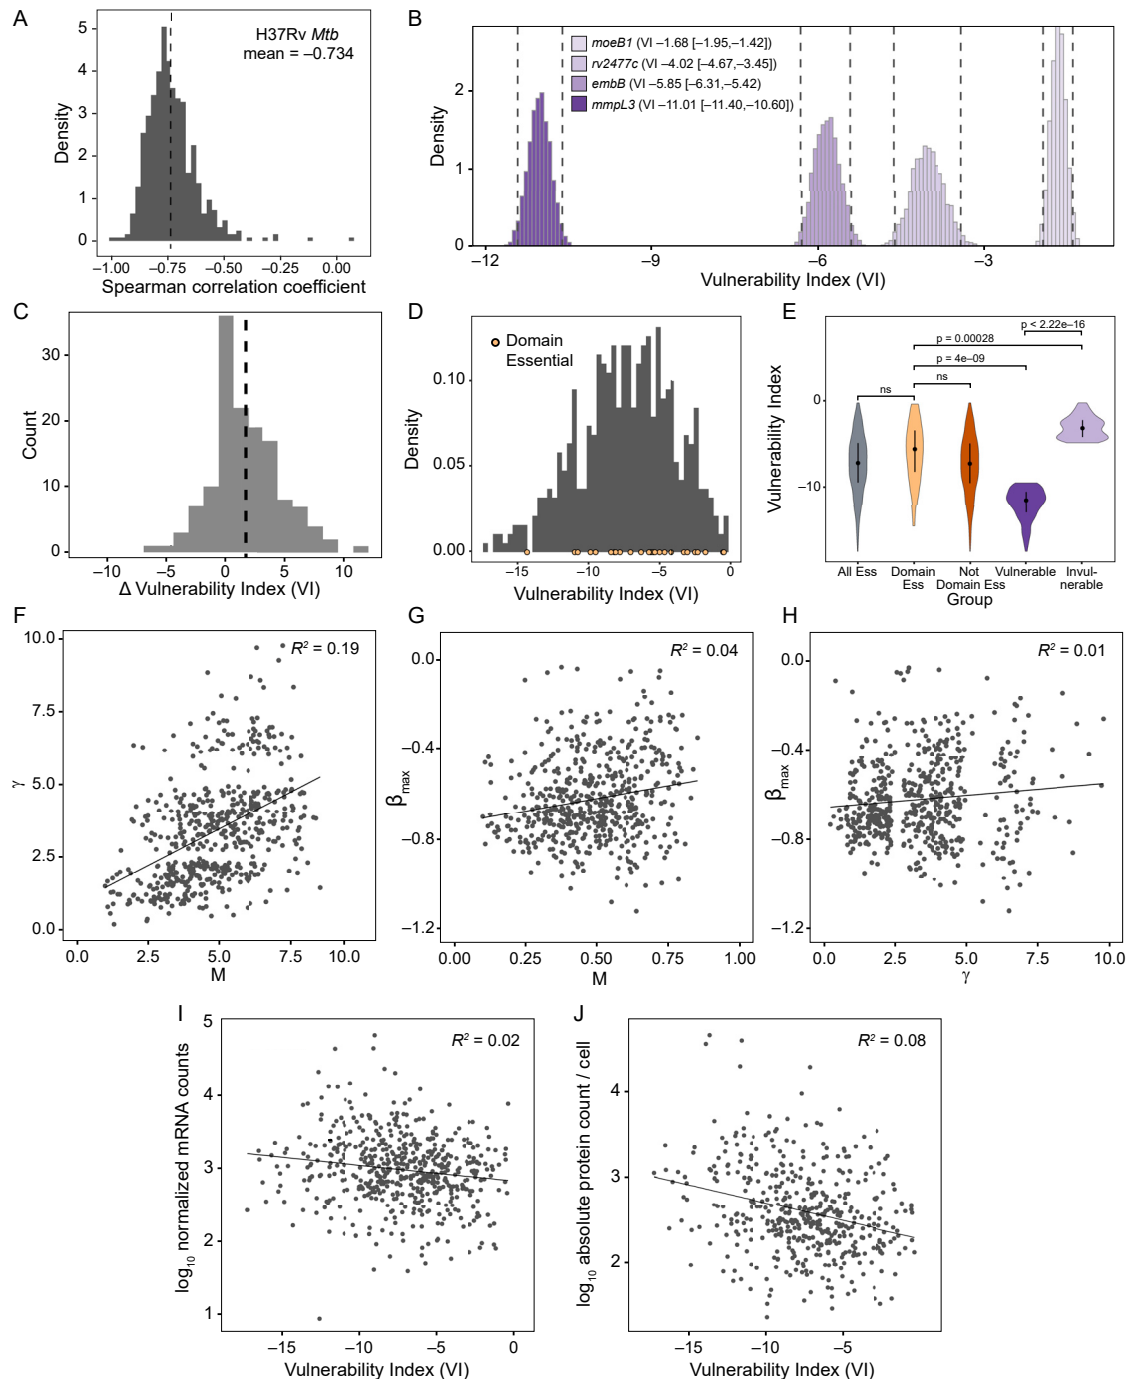 A
H37Rv Mtb
mean = –0.734
5
4
3
2
1
0
Density
–1.00
–0.75
–0.50
–0.25
0.00
Spearman correlation coefficient
B
moeB1 (VI –1.68 [–1.95,–1.42])
rv2477c (VI –4.02 [–4.67,–3.45])
embB (VI –5.85 [–6.31,–5.42)
mmpL3 (VI –11.01 [–11.40,–10.60])
2
1
0
Density
–12
–9
–6
–3
Vulnerability Index (VI)
C
30
20
10
0
Count
–10
–5
0
5
10
Δ Vulnerability Index (VI)
D
Domain
Essential
0.10
0.05
0.00
Density
–15
–10
–5
0
Vulnerability Index (VI)
E
p < 2.22e–16
p = 0.00028
p = 4e–09
ns
ns
0
–10
Vulnerability Index
All Ess
Domain
Ess
Not
Domain Ess
Vulnerable
Invul-
nerable
Group
F
R² = 0.19
10.0
7.5
5.0
2.5
0.0
γ
0.0
2.5
5.0
7.5
10.0
M
G
R² = 0.04
0.0
–0.4
–0.8
–1.2
βmax
0.00
0.25
0.50
0.75
1.00
M
H
R² = 0.01
0.0
–0.4
–0.8
–1.2
βmax
0.0
2.5
5.0
7.5
10.0
γ
I
R² = 0.02
5
4
3
2
1
log10 normalized mRNA counts
–15
–10
–5
0
Vulnerability Index (VI)
J
R² = 0.08
4
3
2
log10 absolute protein count / cell
–15
–10
–5
Vulnerability Index (VI)